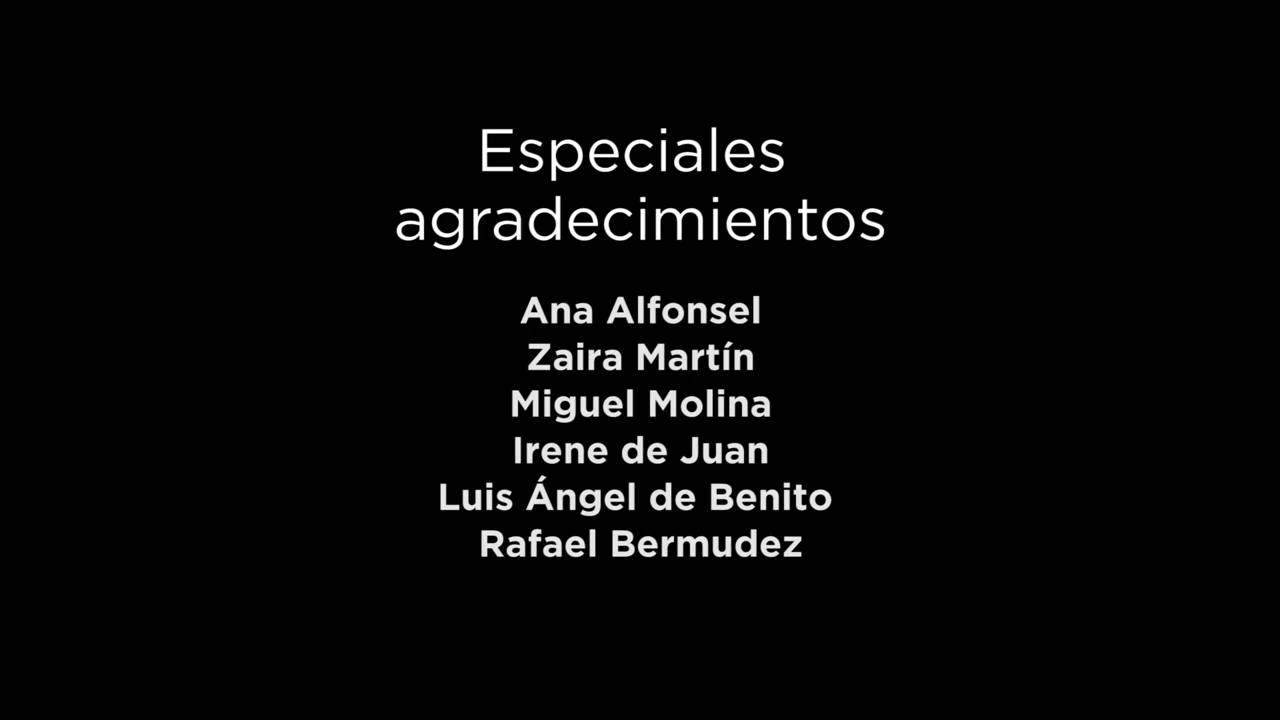 Especiales
agradecimientos
Ana Alfonsel
Zaira Martín
Miguel Molina
Irene de Juan
Luis Ángel de Benito
Rafael Bermudez